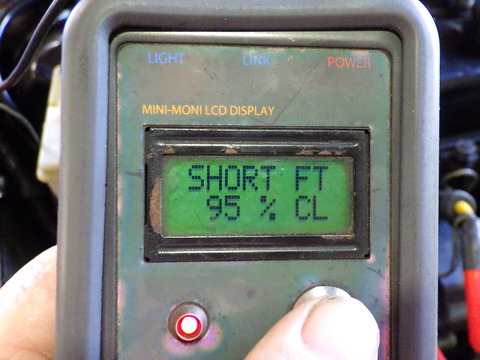 LIGHT LINK POWER
MINI-MONI LCD DISPLAY
SHORT FT
95 % CL